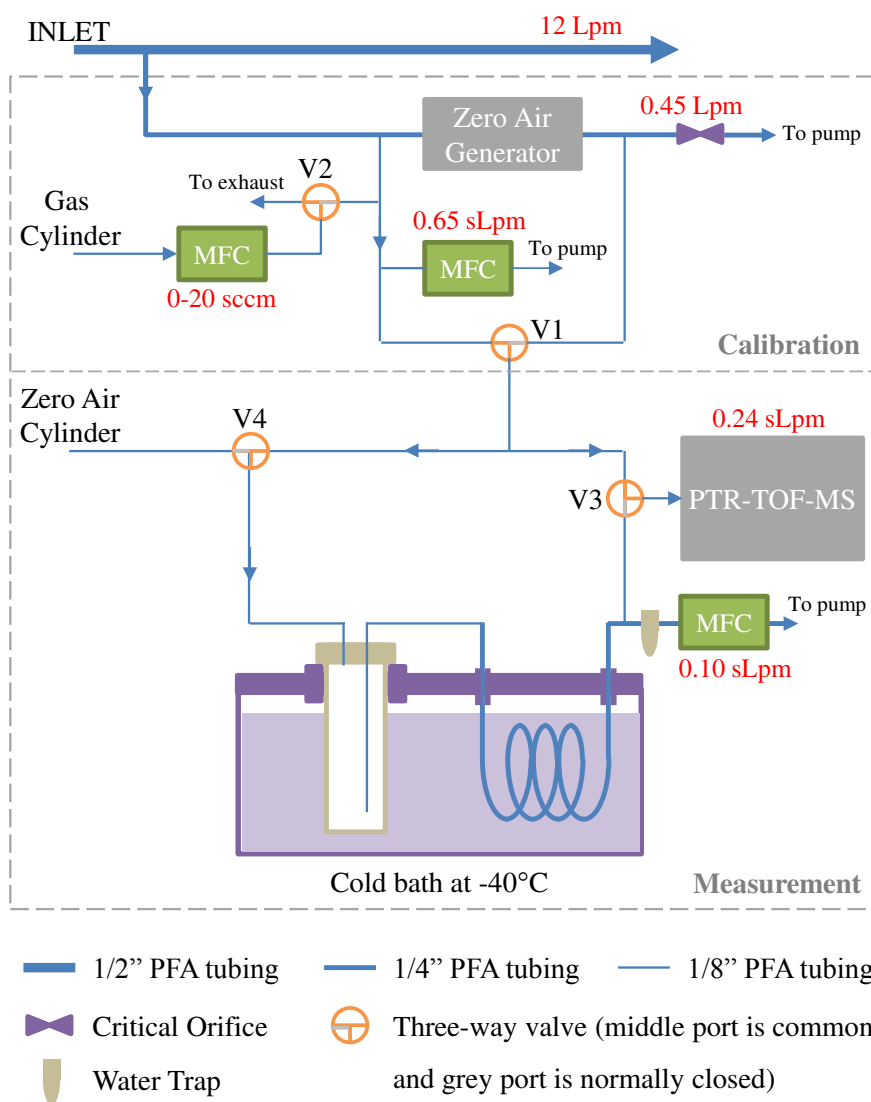 INLET
12 Lpm
Zero Air
Generator
0.45 Lpm
To pump
To exhaust
V2
Gas
Cylinder
MFC
0-20 sccm
0.65 sLpm
MFC
To pump
V1
Calibration
Zero Air
Cylinder
V4
0.24 sLpm
V3
PTR-TOF-MS
MFC
To pump
0.10 sLpm
Cold bath at -40°C
Measurement
1/2” PFA tubing
1/4” PFA tubing
1/8” PFA tubing
Critical Orifice
Three-way valve (middle port is common
Water Trap
and grey port is normally closed)